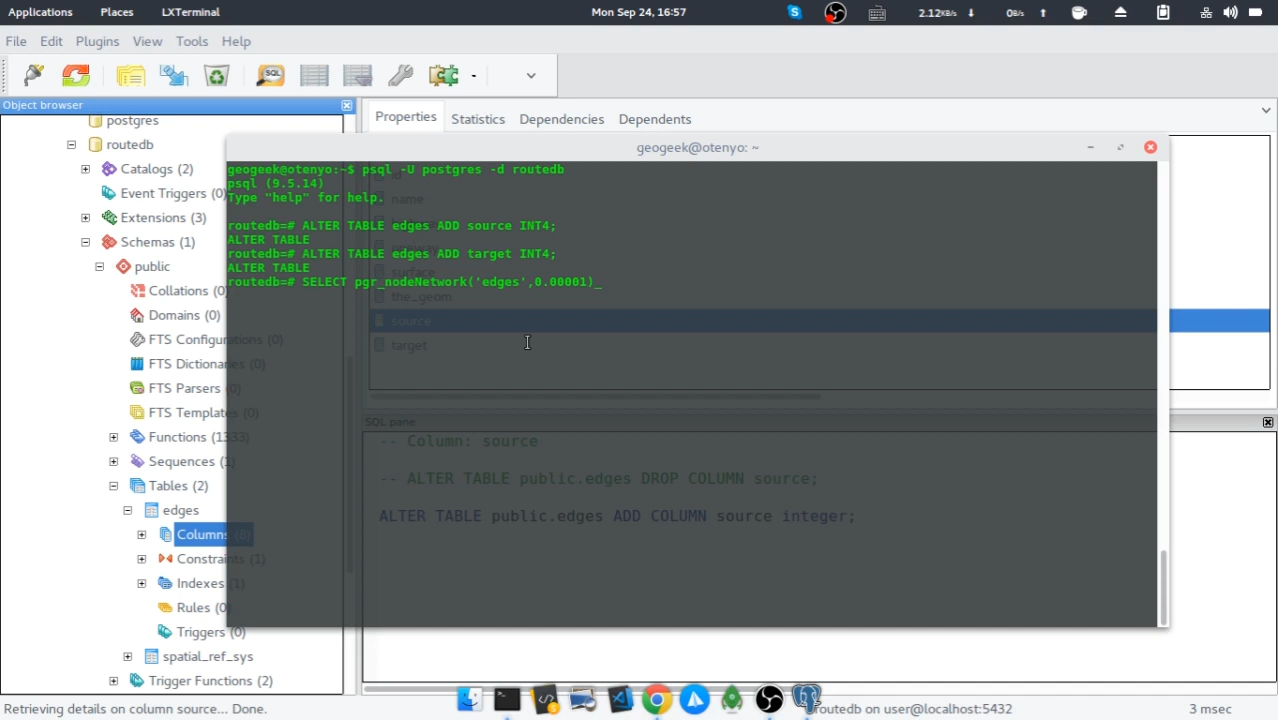 Applications Places LXTerminal Mon Sep 24, 16:57 2.12KB/s 0B/s
File Edit Plugins View Tools Help
SQL
Object browser
postgres
routedb
Catalogs (2)
Event Triggers (0)
Extensions (3)
Schemas (1)
public
Collations (0)
Domains (0)
FTS Configurations (0)
FTS Dictionaries (0)
FTS Parsers (0)
FTS Templates (0)
Functions (1333)
Sequences (1)
Tables (2)
edges
Columns (8)
Constraints (1)
Indexes (1)
Rules (0)
Triggers (0)
spatial_ref_sys
Trigger Functions (2)
Properties Statistics Dependencies Dependents
geogeek@otenyo: ~
geogeek@otenyo:~$ psql -U postgres -d routedb
psql (9.5.14)
Type "help" for help.
routedb=# ALTER TABLE edges ADD source INT4;
ALTER TABLE
routedb=# ALTER TABLE edges ADD target INT4;
ALTER TABLE
routedb=# SELECT pgr_nodeNetwork('edges',0.00001)_
name
surface
the_geom
source
target
SQL pane
-- Column: source
-- ALTER TABLE public.edges DROP COLUMN source;
ALTER TABLE public.edges ADD COLUMN source integer;
Retrieving details on column source... Done. routedb on user@localhost:5432 3 msec